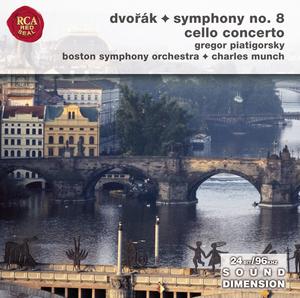 RCA
RED
SEAL
dvořák ✦ symphony no. 8
cello concerto
gregor piatigorsky
boston symphony orchestra ✦ charles munch
24 BIT/96 KHZ
SOUND
DIMENSION